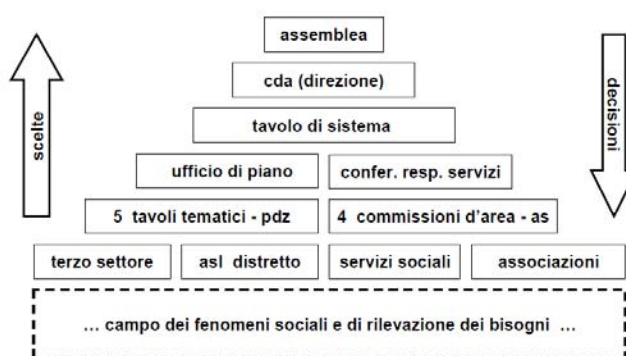 assemblea
cda (direzione)
tavolo di sistema
ufficio di piano
confer. resp. servizi
5 tavoli tematici - pdz
4 commissioni d'area - as
terzo settore
asl distretto
servizi sociali
associazioni
... campo dei fenomeni sociali e di rilevazione dei bisogni ...
scelte
decisioni